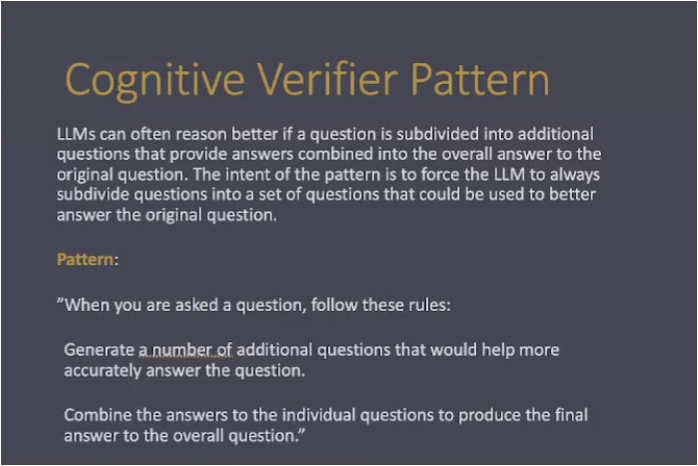 Cognitive Verifier Pattern
LLMs can often reason better if a question is subdivided into additional
questions that provide answers combined into the overall answer to the
original question. The intent of the pattern is to force the LLM to always
subdivide questions into a set of questions that could be used to better
answer the original question.
Pattern:
”When you are asked a question, follow these rules:
Generate a number of additional questions that would help more
accurately answer the question.
Combine the answers to the individual questions to produce the final
answer to the overall question.”